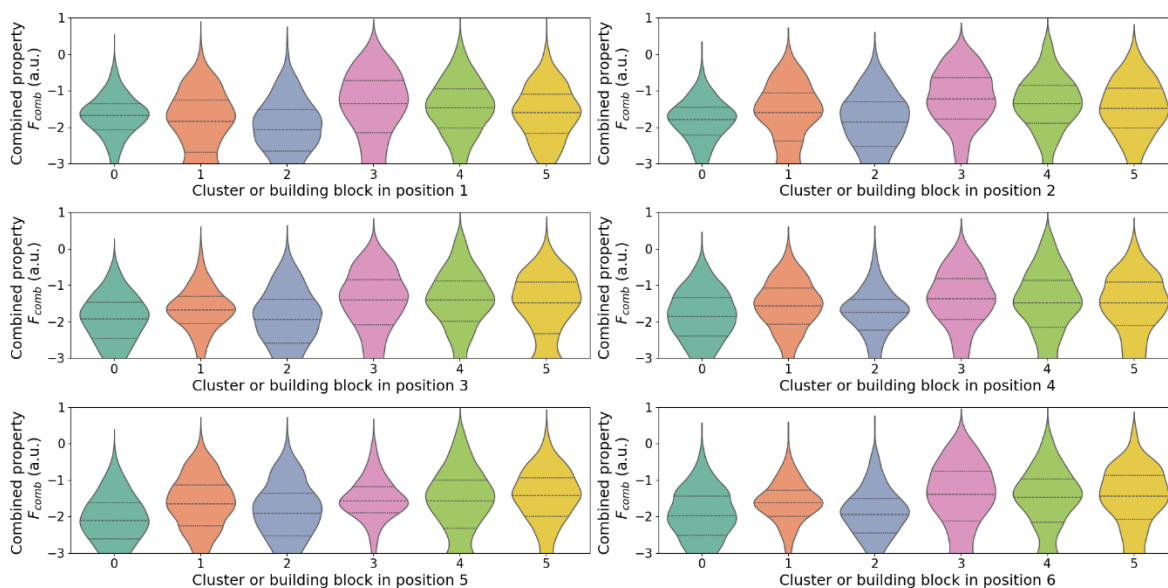 Combined property
F_comb (a.u.)
1
0
−1
−2
−3
0 1 2 3 4 5
Cluster or building block in position 1
Combined property
F_comb (a.u.)
1
0
−1
−2
−3
0 1 2 3 4 5
Cluster or building block in position 2
Combined property
F_comb (a.u.)
1
0
−1
−2
−3
0 1 2 3 4 5
Cluster or building block in position 3
Combined property
F_comb (a.u.)
1
0
−1
−2
−3
0 1 2 3 4 5
Cluster or building block in position 4
Combined property
F_comb (a.u.)
1
0
−1
−2
−3
0 1 2 3 4 5
Cluster or building block in position 5
Combined property
F_comb (a.u.)
1
0
−1
−2
−3
0 1 2 3 4 5
Cluster or building block in position 6